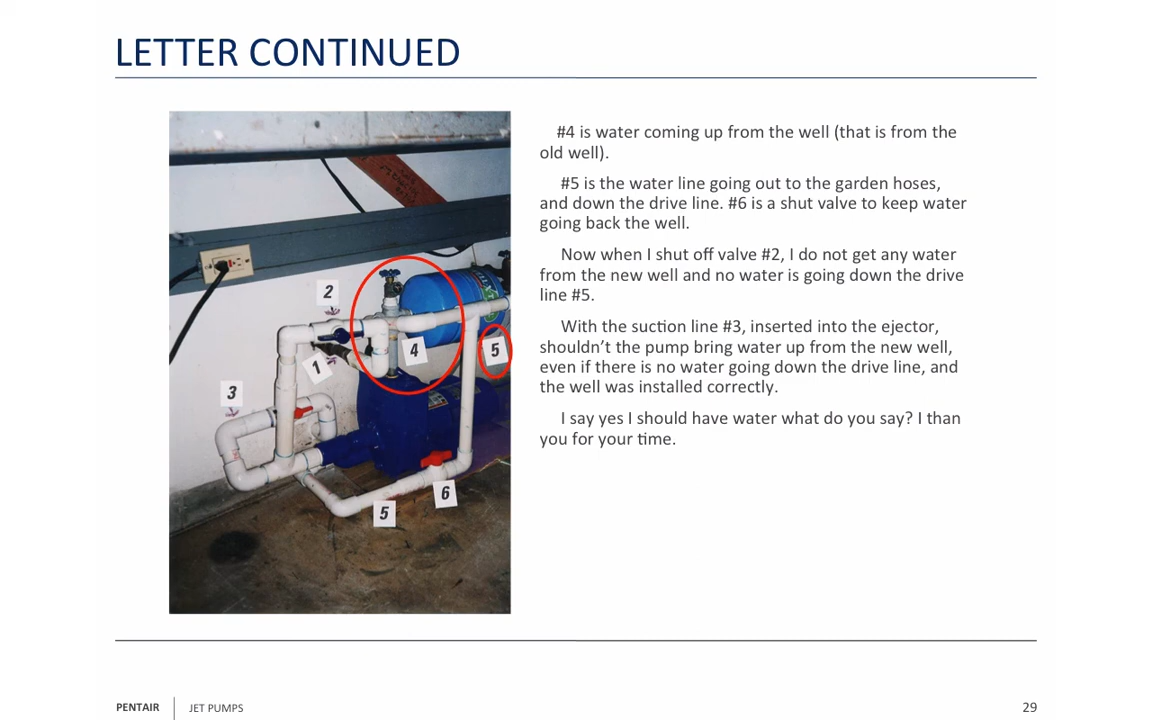 LETTER CONTINUED
#4 is water coming up from the well (that is from the
old well).
#5 is the water line going out to the garden hoses,
and down the drive line. #6 is a shut valve to keep water
going back the well.
Now when I shut off valve #2, I do not get any water
from the new well and no water is going down the drive
line #5.
With the suction line #3, inserted into the ejector,
shouldn’t the pump bring water up from the new well,
even if there is no water going down the drive line, and
the well was installed correctly.
I say yes I should have water what do you say? I than
you for your time.
2
1
4
5
3
6
5
PENTAIR
JET PUMPS
29